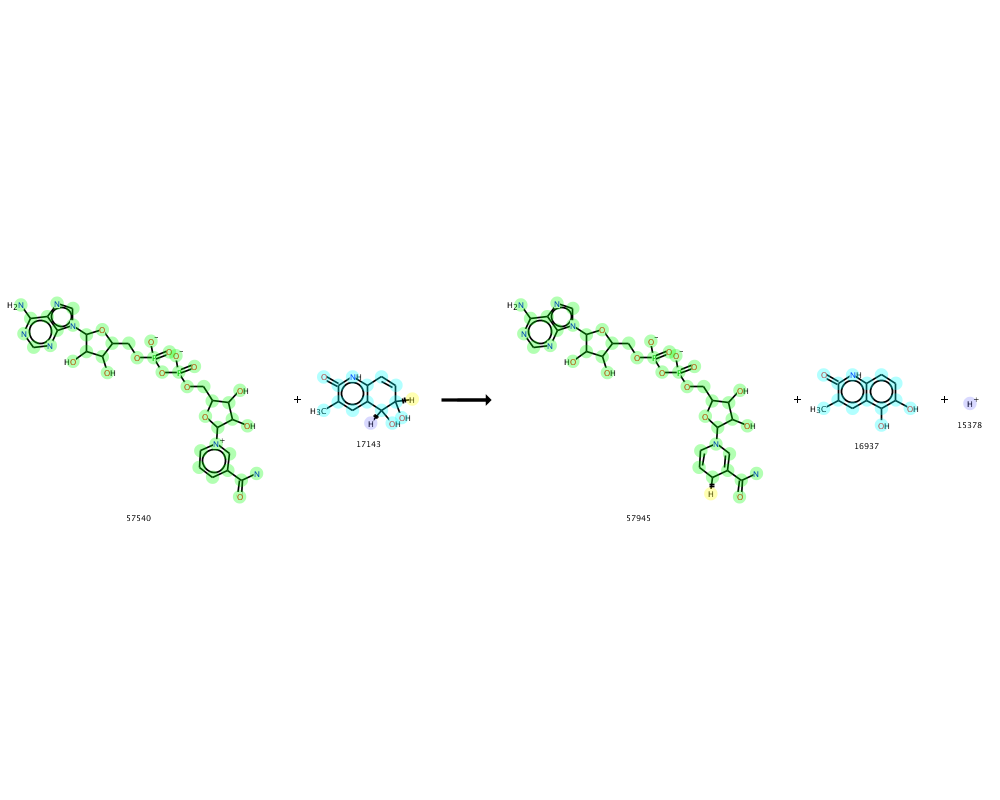 H₂N N N N N N O HO OH O O⁻ P O O⁻ P O O O OH O OH N⁺ N O
+
O NH H₃C H H OH OH
17143
57540
H₂N N N N N N O HO OH O O⁻ P O O⁻ P O O O OH O OH N N O H
+
O NH H₃C OH OH
16937
57945
+
H⁺
15378